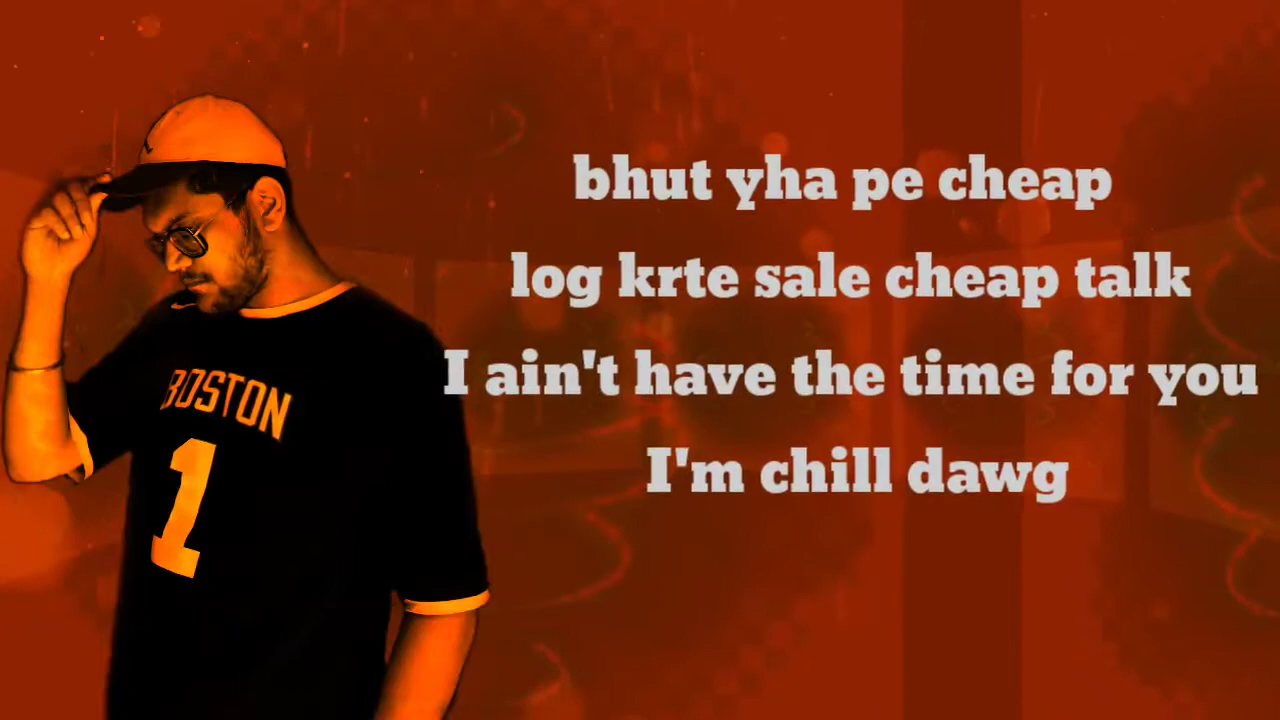 bhut yha pe cheap
log krte sale cheap talk
I ain't have the time for you
I'm chill dawg
BOSTON
1